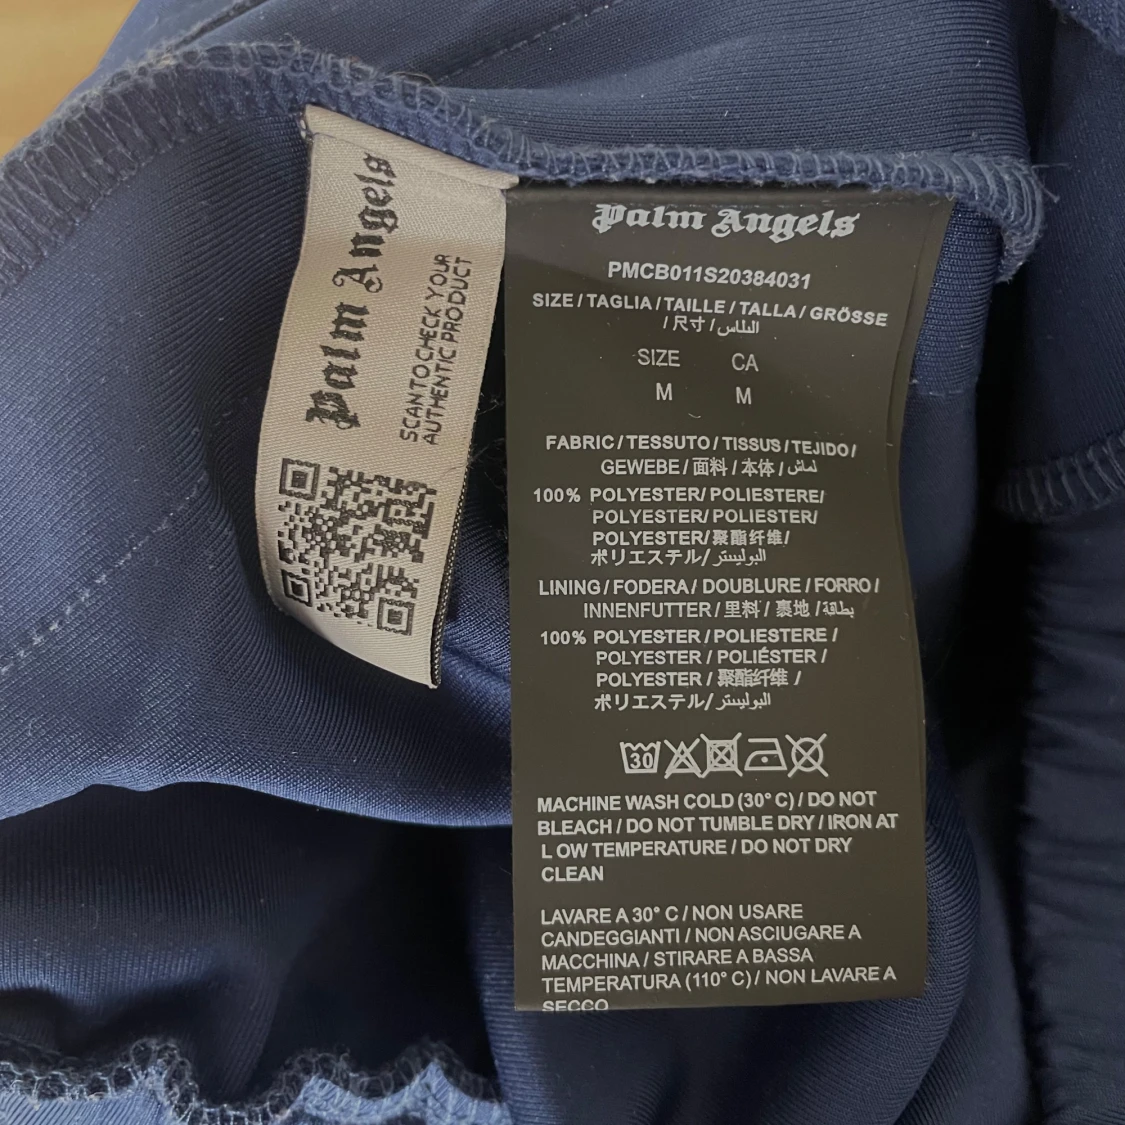 Palm Angels
SCAN TO CHECK YOUR
AUTHENTIC PRODUCT
Palm Angels
PMCB011S20384031
SIZE / TAGLIA / TAILLE / TALLA / GRÖSSE
/ 尺寸 /
SIZE CA
M M
FABRIC / TESSUTO / TISSUS / TEJIDO /
GEWEBE / 面料 / 本体 / لماش
100% POLYESTER/ POLIESTERE/
POLYESTER/ POLIESTER/
POLYESTER/聚酯纤维/
ポリエステル/ البوليستر
LINING / FODERA / DOUBLURE / FORRO /
INNENFUTTER / 里料 / 裏地 / بطاقة
100% POLYESTER / POLIESTERE /
POLYESTER / POLIÉSTER /
POLYESTER / 聚酯纤维 /
ポリエステル/ البوليستر
30
MACHINE WASH COLD (30° C) / DO NOT
BLEACH / DO NOT TUMBLE DRY / IRON AT
L OW TEMPERATURE / DO NOT DRY
CLEAN
LAVARE A 30° C / NON USARE
CANDEGGIANTI / NON ASCIUGARE A
MACCHINA / STIRARE A BASSA
TEMPERATURA (110° C) / NON LAVARE A
SECCO